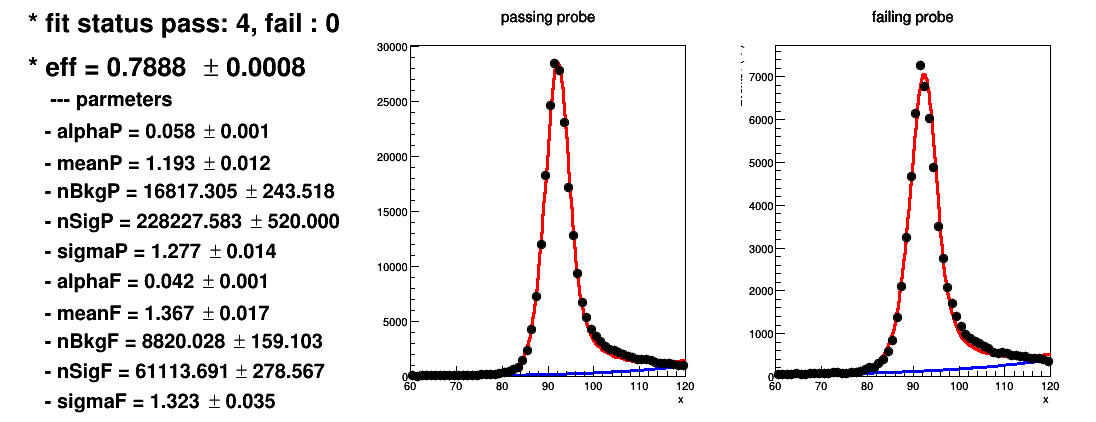 * fit status pass: 4, fail : 0
* eff = 0.7888 ± 0.0008
--- parmeters
- alphaP = 0.058 ± 0.001
- meanP = 1.193 ± 0.012
- nBkgP = 16817.305 ± 243.518
- nSigP = 228227.583 ± 520.000
- sigmaP = 1.277 ± 0.014
- alphaF = 0.042 ± 0.001
- meanF = 1.367 ± 0.017
- nBkgF = 8820.028 ± 159.103
- nSigF = 61113.691 ± 278.567
- sigmaF = 1.323 ± 0.035
passing probe
30000
25000
20000
15000
10000
5000
0
60 70 80 90 100 110 120
x
failing probe
7000
6000
5000
4000
3000
2000
1000
0
60 70 80 90 100 110 120
x